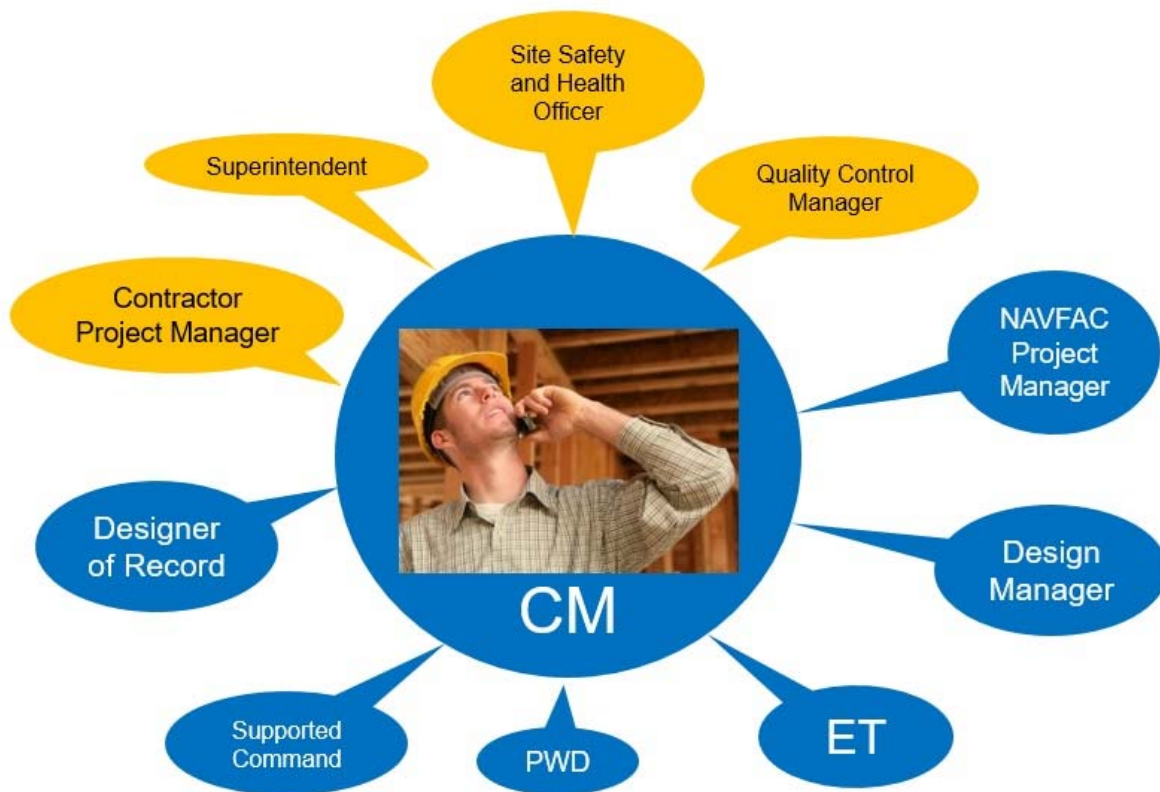 Site Safety
and Health
Officer
Superintendent
Quality Control
Manager
Contractor
Project Manager
NAVFAC
Project
Manager
Designer
of Record
Design
Manager
CM
Supported
Command
PWD
ET